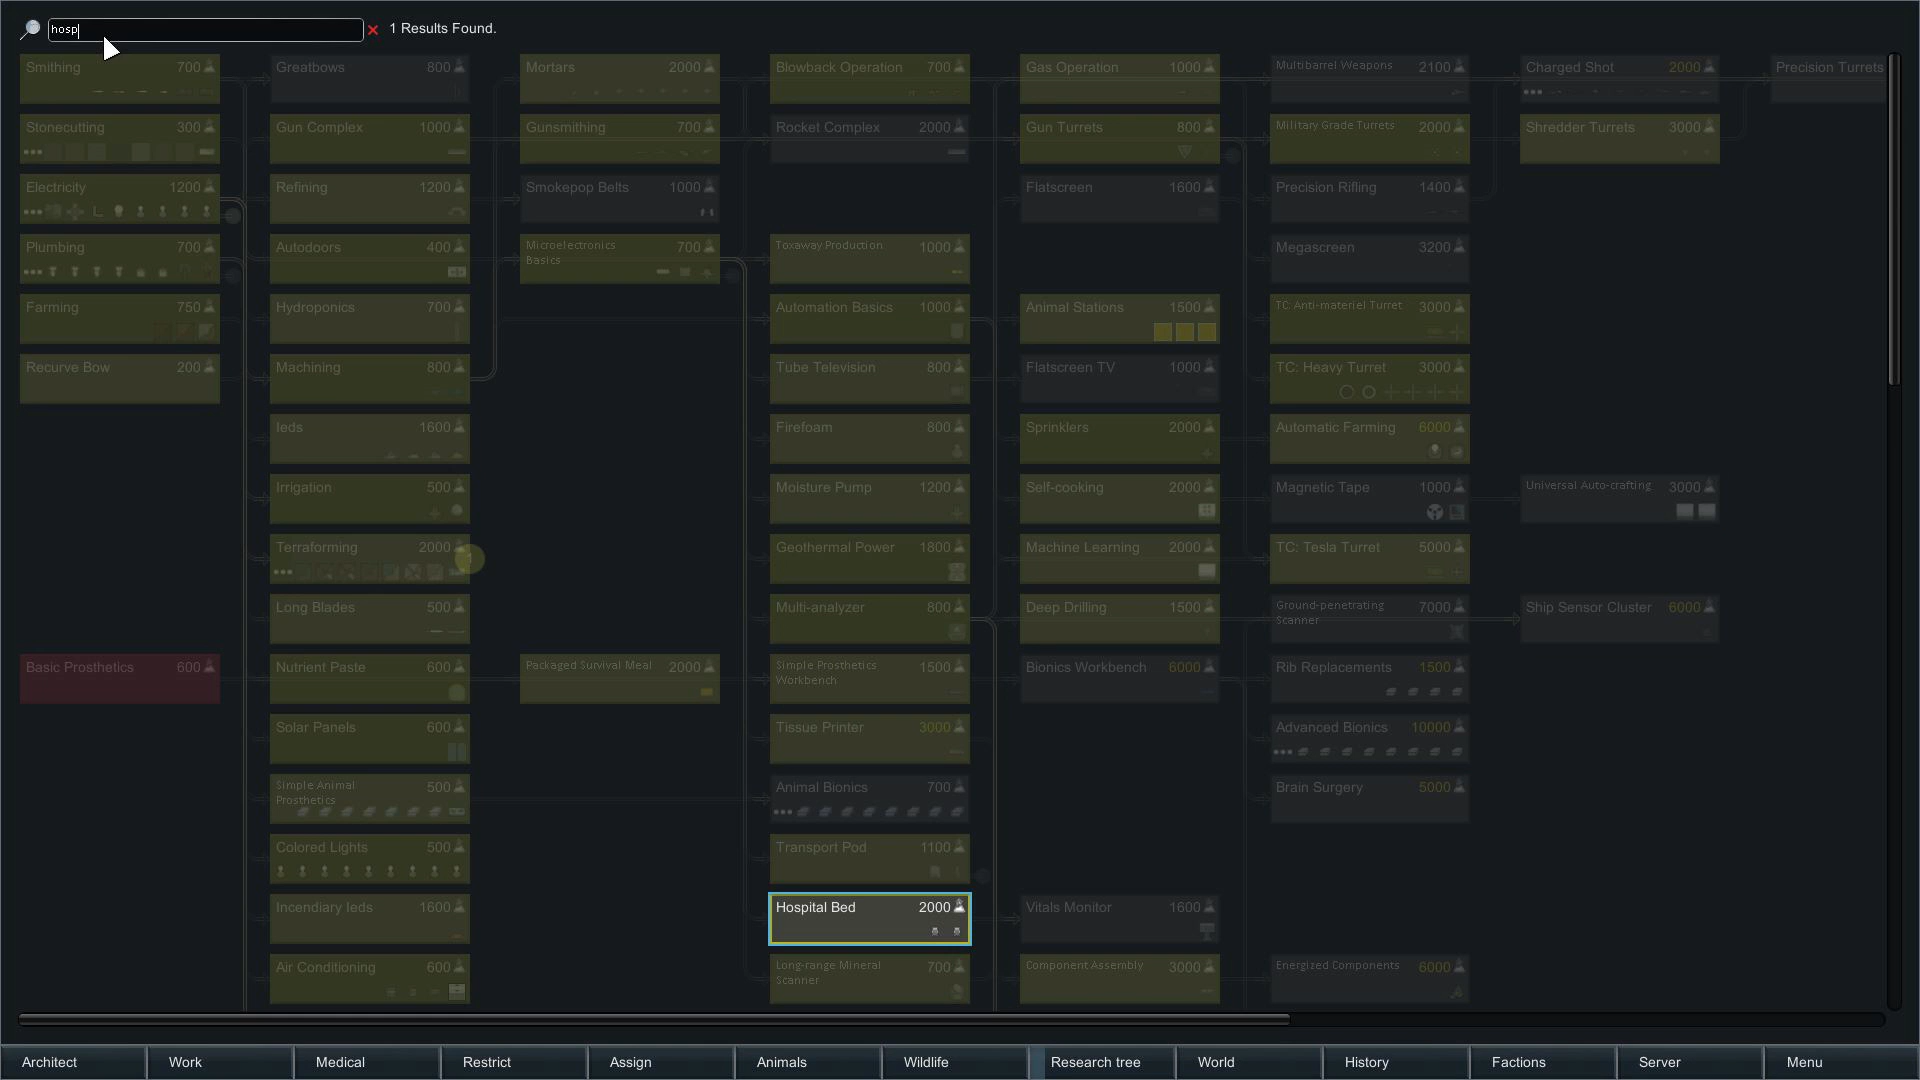 hosp
1 Results Found.
Smithing 700
Greatbows 800
Mortars 2000
Blowback Operation 700
Gas Operation 1000
Multibarrel Weapons 2100
Charged Shot 2000
Precision Turrets
Stonecutting 300
Gun Complex 1000
Gunsmithing 700
Rocket Complex 2000
Gun Turrets 800
Military Grade Turrets 2000
Shredder Turrets 3000
Electricity 1200
Refining 1200
Smokepop Belts 1000
Flatscreen 1600
Precision Rifling 1400
Plumbing 700
Autodoors 400
Microelectronics
Basics 700
Toxaway Production 1000
Megascreen 3200
Farming 750
Hydroponics 700
Automation Basics 1000
Animal Stations 1500
TC: Anti-materiel Turret 3000
Recurve Bow 200
Machining 800
Tube Television 800
Flatscreen TV 1000
TC: Heavy Turret 3000
Ieds 1600
Firefoam 800
Sprinklers 2000
Automatic Farming 6000
Irrigation 500
Moisture Pump 1200
Self-cooking 2000
Magnetic Tape 1000
Universal Auto-crafting 3000
Terraforming 2000
1
Geothermal Power 1800
Machine Learning 2000
TC: Tesla Turret 5000
Long Blades 500
Multi-analyzer 800
Deep Drilling 1500
Ground-penetrating
Scanner 7000
Ship Sensor Cluster 6000
Basic Prosthetics 600
Nutrient Paste 600
Packaged Survival Meal 2000
Simple Prosthetics
Workbench 1500
Bionics Workbench 6000
Rib Replacements 1500
Solar Panels 600
Tissue Printer 3000
Advanced Bionics 10000
Simple Animal
Prosthetics 500
Animal Bionics 700
Brain Surgery 5000
Colored Lights 500
Transport Pod 1100
Incendiary Ieds 1600
Hospital Bed 2000
Vitals Monitor 1600
Air Conditioning 600
Long-range Mineral
Scanner 700
Component Assembly 3000
Energized Components 6000
Architect
Work
Medical
Restrict
Assign
Animals
Wildlife
Research tree
World
History
Factions
Server
Menu